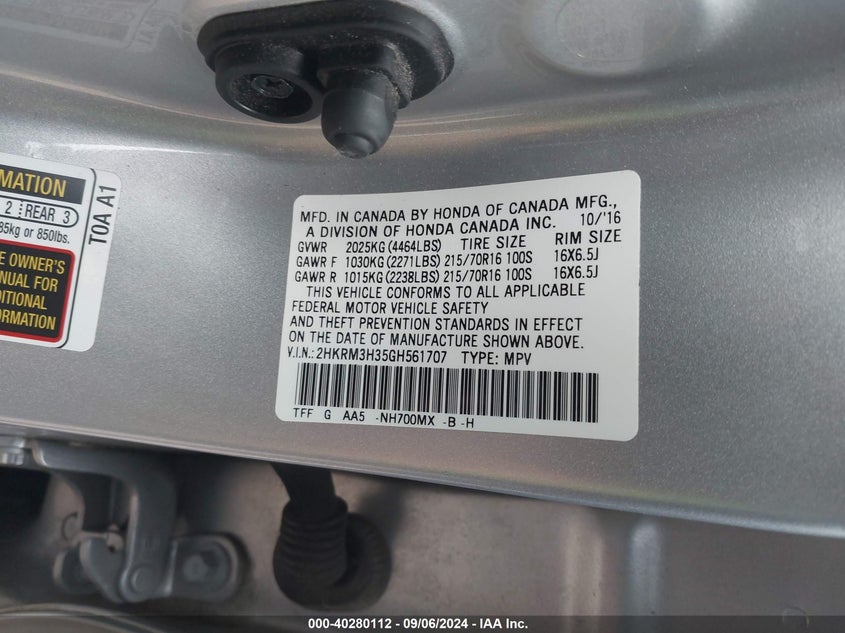 MATION
2 REAR 3
85kg or 850lbs.
E OWNER'S
ANUAL FOR
DITIONAL
ORMATION
TOA A1
MFD. IN CANADA BY HONDA OF CANADA MFG.,
A DIVISION OF HONDA CANADA INC. 10/'16
GVWR 2025KG (4464LBS) TIRE SIZE RIM SIZE
GAWR F 1030KG (2271LBS) 215/70R16 100S 16X6.5J
GAWR R 1015KG (2238LBS) 215/70R16 100S 16X6.5J
THIS VEHICLE CONFORMS TO ALL APPLICABLE
FEDERAL MOTOR VEHICLE SAFETY
AND THEFT PREVENTION STANDARDS IN EFFECT
ON THE DATE OF MANUFACTURE SHOWN ABOVE.
V.I.N.: 2HKRM3H35GH561707 TYPE: MPV
TFF G AA5 -NH700MX -B -H
000-40280112 - 09/06/2024 - IAA Inc.